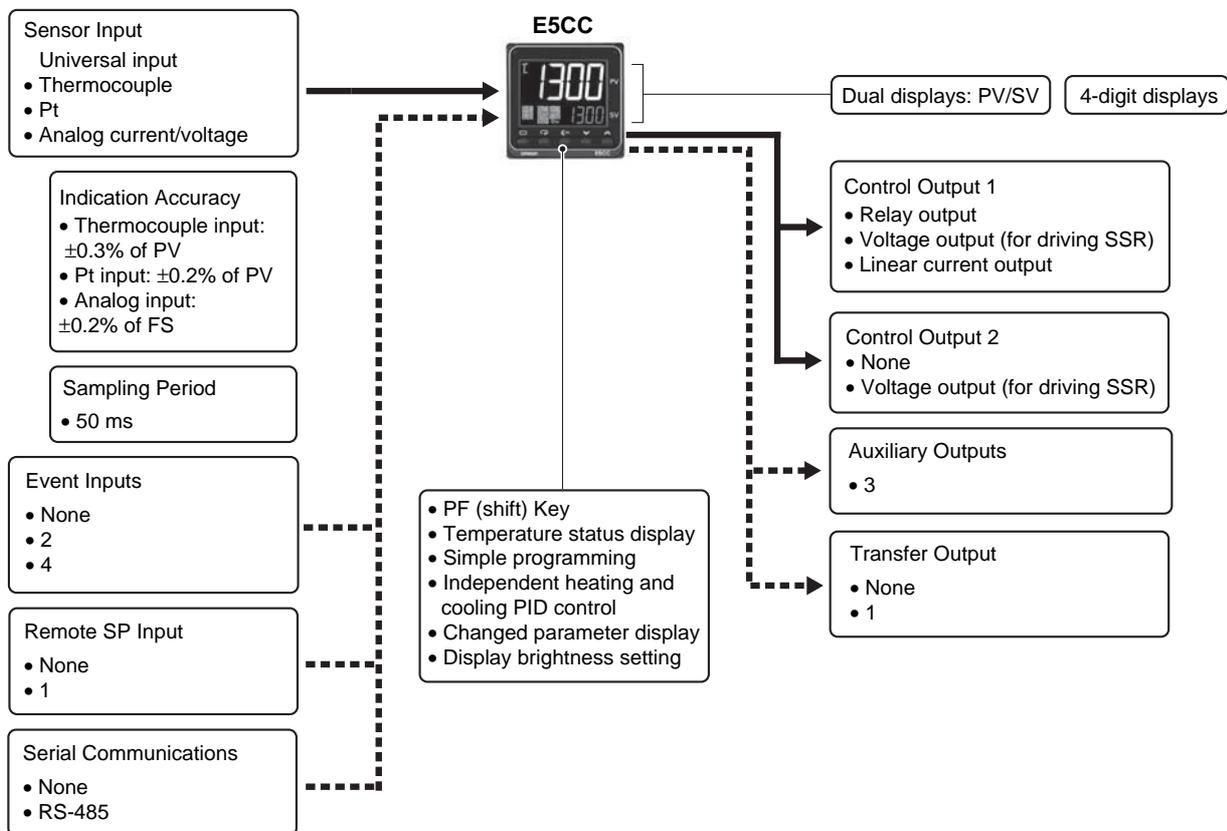 Sensor Input
Universal input
• Thermocouple
• Pt
• Analog current/voltage
Indication Accuracy
• Thermocouple input:
±0.3% of PV
• Pt input: ±0.2% of PV
• Analog input:
±0.2% of FS
Sampling Period
• 50 ms
Event Inputs
• None
• 2
• 4
Remote SP Input
• None
• 1
Serial Communications
• None
• RS-485
E5CC
1300
PV
1300
SV
OMRON
E5CC
• PF (shift) Key
• Temperature status display
• Simple programming
• Independent heating and
cooling PID control
• Changed parameter display
• Display brightness setting
Dual displays: PV/SV
4-digit displays
Control Output 1
• Relay output
• Voltage output (for driving SSR)
• Linear current output
Control Output 2
• None
• Voltage output (for driving SSR)
Auxiliary Outputs
• 3
Transfer Output
• None
• 1